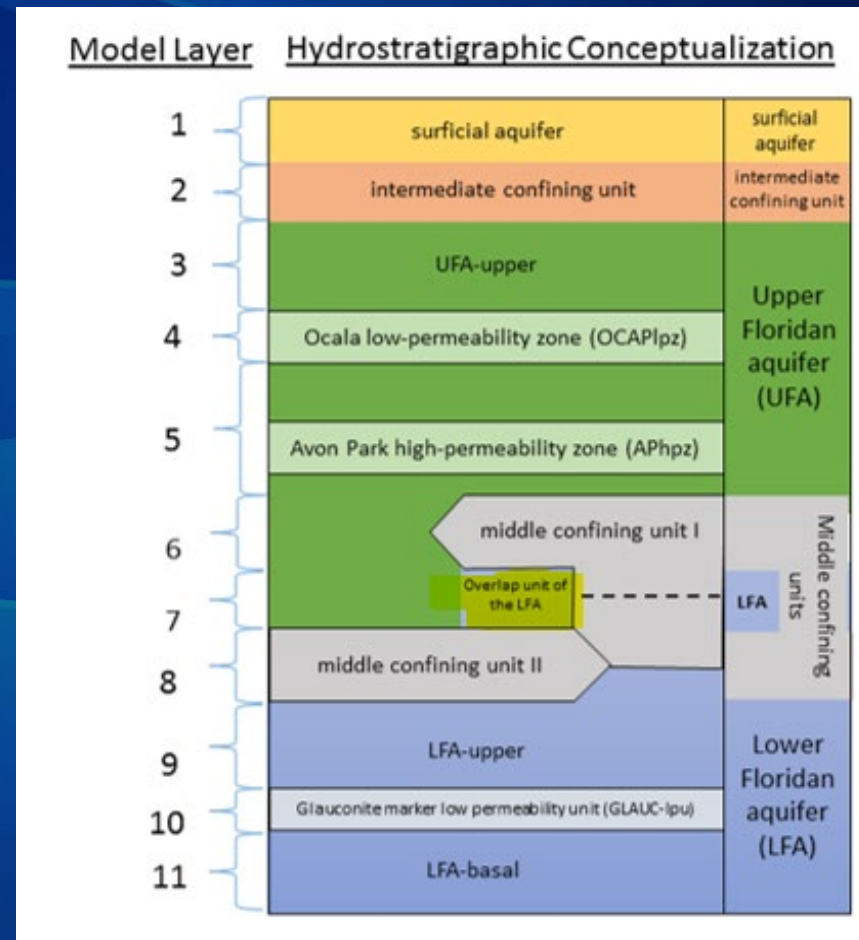 Model Layer Hydrostratigraphic Conceptualization
1
surficial aquifer
surficial
aquifer
2
intermediate confining unit
intermediate
confining unit
3
UFA-upper
Upper
Floridan
aquifer
(UFA)
4
Ocala low-permeability zone (OCAPlpz)
5
Avon Park high-permeability zone (APhpz)
6
middle confining unit I
Middle confining
units
7
Overlap unit of
the LFA
LFA
8
middle confining unit II
9
LFA-upper
Lower
Floridan
aquifer
(LFA)
10
Glauconite marker low permeability unit (GLAUC-lpu)
11
LFA-basal